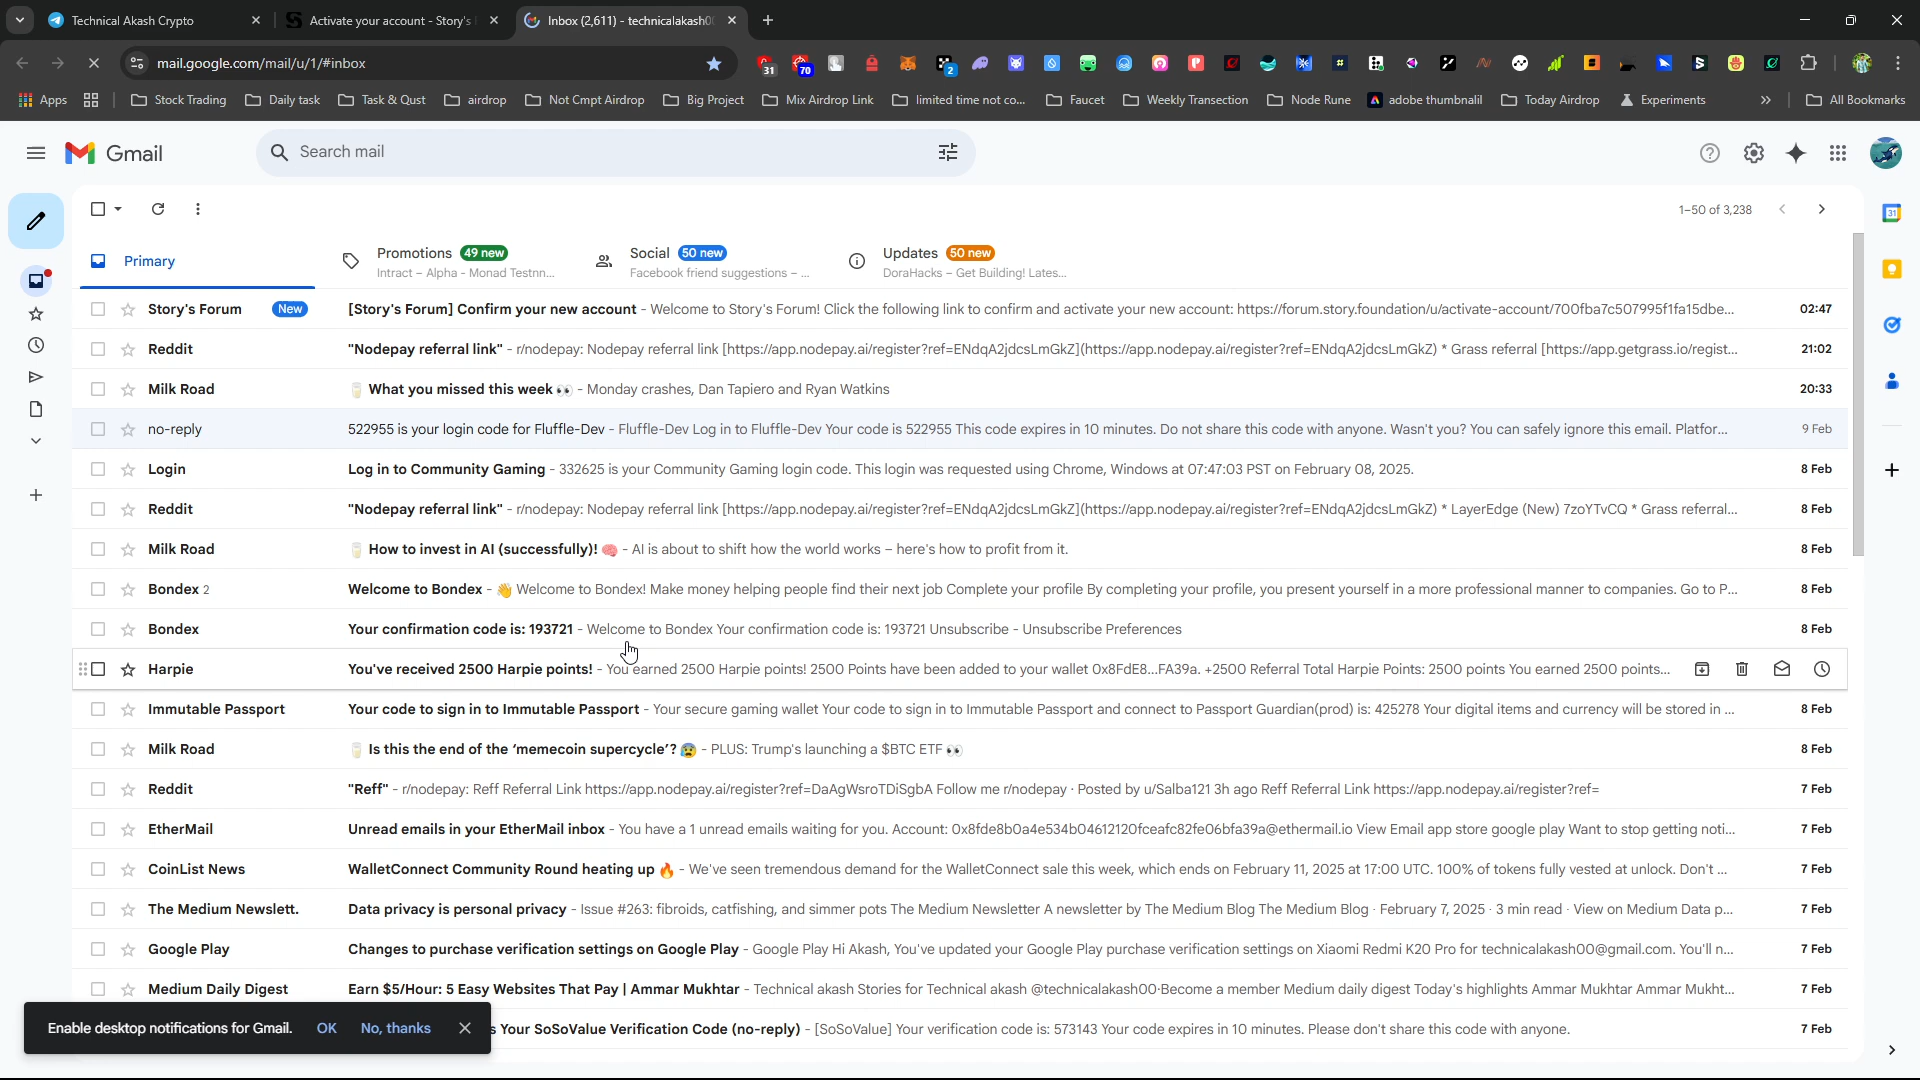 Technical Akash Crypto
Activate your account - Story's
Inbox (2,611) - technicalakash0
mail.google.com/mail/u/1/#inbox
31
70
2
Apps
Stock Trading
Daily task
Task & Qust
airdrop
Not Cmpt Airdrop
Big Project
Mix Airdrop Link
limited time not co...
Faucet
Weekly Transection
Node Rune
adobe thumbnalil
Today Airdrop
Experiments
All Bookmarks
Gmail
Search mail
1–50 of 3,238
Primary
Promotions 49 new
Intract – Alpha - Monad Testnn...
Social 50 new
Facebook friend suggestions – ...
Updates 50 new
DoraHacks – Get Building! Lates...
31
Story's Forum New [Story's Forum] Confirm your new account - Welcome to Story's Forum! Click the following link to confirm and activate your new account: https://forum.story.foundation/u/activate-account/700fba7c507995f1fa15dbe... 02:47
Reddit "Nodepay referral link" - r/nodepay: Nodepay referral link [https://app.nodepay.ai/register?ref=ENdqA2jdcsLmGkZ](https://app.nodepay.ai/register?ref=ENdqA2jdcsLmGkZ) * Grass referral [https://app.getgrass.io/regist... 21:02
Milk Road 🥛 What you missed this week 👀 - Monday crashes, Dan Tapiero and Ryan Watkins 20:33
no-reply 522955 is your login code for Fluffle-Dev - Fluffle-Dev Log in to Fluffle-Dev Your code is 522955 This code expires in 10 minutes. Do not share this code with anyone. Wasn't you? You can safely ignore this email. Platfor... 9 Feb
Login Log in to Community Gaming - 332625 is your Community Gaming login code. This login was requested using Chrome, Windows at 07:47:03 PST on February 08, 2025. 8 Feb
Reddit "Nodepay referral link" - r/nodepay: Nodepay referral link [https://app.nodepay.ai/register?ref=ENdqA2jdcsLmGkZ](https://app.nodepay.ai/register?ref=ENdqA2jdcsLmGkZ) * LayerEdge (New) 7zoYTvCQ * Grass referral... 8 Feb
Milk Road 🥛 How to invest in AI (successfully)! 🧠 - AI is about to shift how the world works – here's how to profit from it. 8 Feb
Bondex 2 Welcome to Bondex - 👋 Welcome to Bondex! Make money helping people find their next job Complete your profile By completing your profile, you present yourself in a more professional manner to companies. Go to P... 8 Feb
Bondex Your confirmation code is: 193721 - Welcome to Bondex Your confirmation code is: 193721 Unsubscribe - Unsubscribe Preferences 8 Feb
Harpie You've received 2500 Harpie points! - You earned 2500 Harpie points! 2500 Points have been added to your wallet 0x8FdE8...FA39a. +2500 Referral Total Harpie Points: 2500 points You earned 2500 points...
Immutable Passport Your code to sign in to Immutable Passport - Your secure gaming wallet Your code to sign in to Immutable Passport and connect to Passport Guardian(prod) is: 425278 Your digital items and currency will be stored in ... 8 Feb
Milk Road 🥛 Is this the end of the ‘memecoin supercycle’? 😰 - PLUS: Trump's launching a $BTC ETF 👀 8 Feb
Reddit "Reff" - r/nodepay: Reff Referral Link https://app.nodepay.ai/register?ref=DaAgWsroTDiSgbA Follow me r/nodepay · Posted by u/Salba121 3h ago Reff Referral Link https://app.nodepay.ai/register?ref= 7 Feb
EtherMail Unread emails in your EtherMail inbox - You have a 1 unread emails waiting for you. Account: 0x8fde8b0a4e534b04612120fceafc82fe06bfa39a@ethermail.io View Email app store google play Want to stop getting noti... 7 Feb
CoinList News WalletConnect Community Round heating up 🔥 - We've seen tremendous demand for the WalletConnect sale this week, which ends on February 11, 2025 at 17:00 UTC. 100% of tokens fully vested at unlock. Don't ... 7 Feb
The Medium Newslett. Data privacy is personal privacy - Issue #263: fibroids, catfishing, and simmer pots The Medium Newsletter A newsletter by The Medium Blog The Medium Blog · February 7, 2025 · 3 min read · View on Medium Data p... 7 Feb
Google Play Changes to purchase verification settings on Google Play - Google Play Hi Akash, You've updated your Google Play purchase verification settings on Xiaomi Redmi K20 Pro for technicalakash00@gmail.com. You'll n... 7 Feb
Medium Daily Digest Earn $5/Hour: 5 Easy Websites That Pay | Ammar Mukhtar - Technical akash Stories for Technical akash @technicalakash00·Become a member Medium daily digest Today's highlights Ammar Mukhtar Ammar Mukht... 7 Feb
s Your SoSoValue Verification Code (no-reply) - [SoSoValue] Your verification code is: 573143 Your code expires in 10 minutes. Please don't share this code with anyone. 7 Feb
Enable desktop notifications for Gmail. OK No, thanks